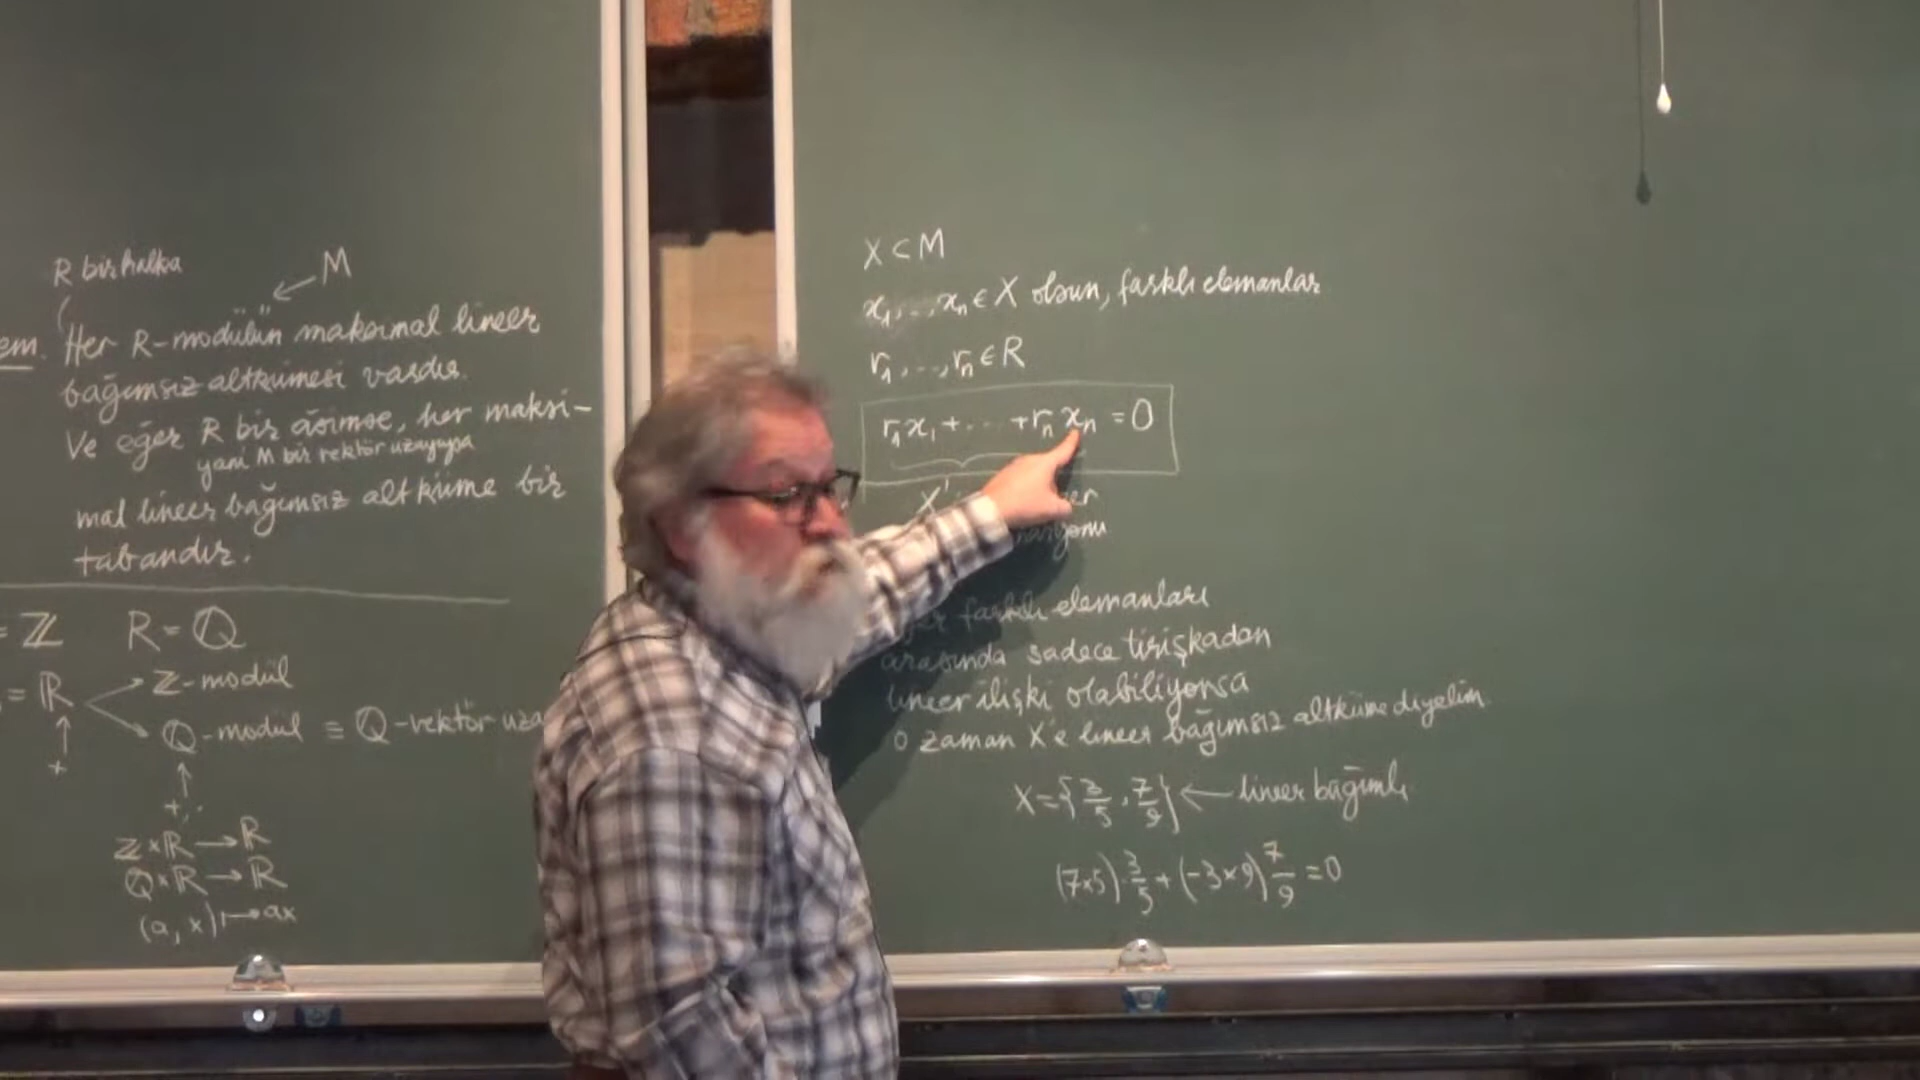 R bir halka
M
em. Her R-modülün maksimal lineer
bağımsız altkümesi vardır.
Ve eğer R bir cisimse, her maksi-
yani M bir vektör uzayıysa
mal lineer bağımsız altküme bir
tabandır.
= ℤ R = ℚ
= ℝ
ℤ-modül
ℚ-modül ≡ ℚ-vektör uza
+
+, ·
ℤ×ℝ → ℝ
ℚ×ℝ → ℝ
(a, x) ↦ ax
X ⊂ M
x₁, ..., xₙ ∈ X olsun, farklı elemanlar
r₁, ..., rₙ ∈ R
r₁x₁ + ... + rₙxₙ = 0
X'
farklı elemanları
arasında sadece tirişkadan
lineer ilişki olabiliyorsa
o zaman X'e lineer bağımsız altküme diyelim
X = {3/5, 7/9} ← lineer bağımlı
(7×5)·3/5 + (-3×9) 7/9 = 0